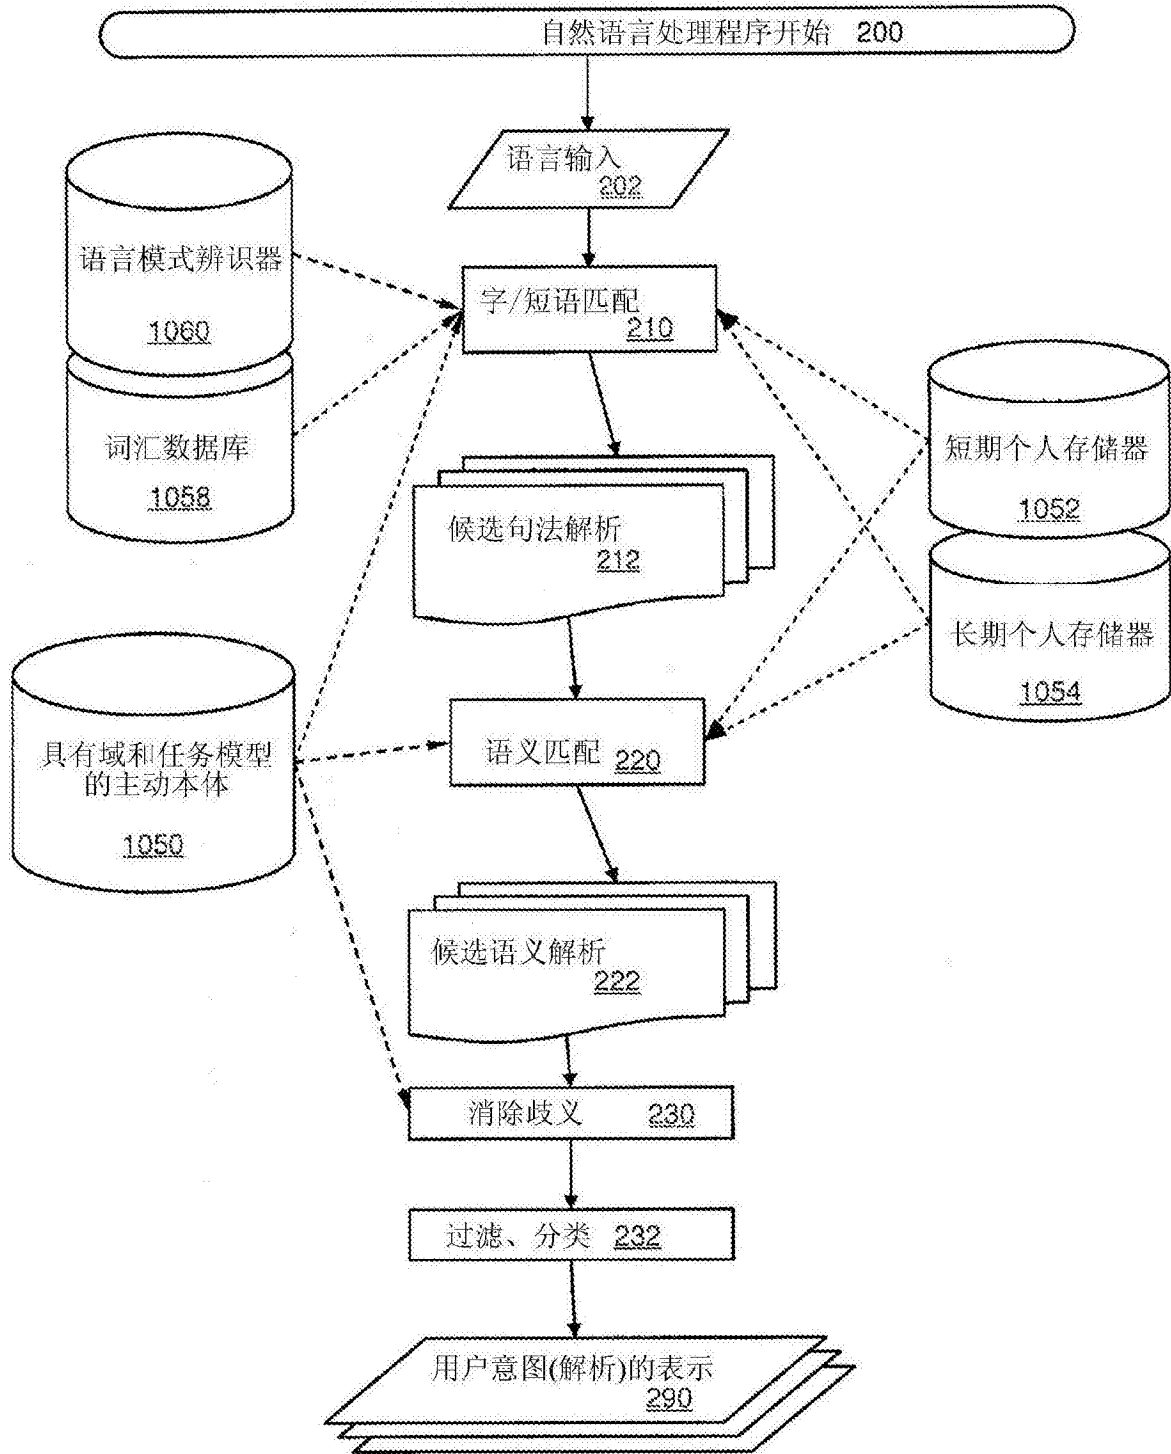 自然语言处理程序开始 200
语言输入
202
语言模式辨识器
1060
字/短语匹配
210
词汇数据库
1058
短期个人存储器
1052
候选句法解析
212
长期个人存储器
1054
具有域和任务模型
的主动本体
1050
语义匹配 220
候选语义解析
222
消除歧义 230
过滤、分类 232
用户意图(解析)的表示
290